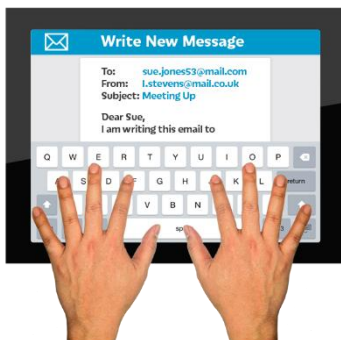 Write New Message
To: sue.jones53@mail.com
From: l.stevens@mail.co.uk
Subject: Meeting Up
Dear Sue,
I am writing this email to
Q W E R T Y U I O P
A S D F G H K L return
V B N